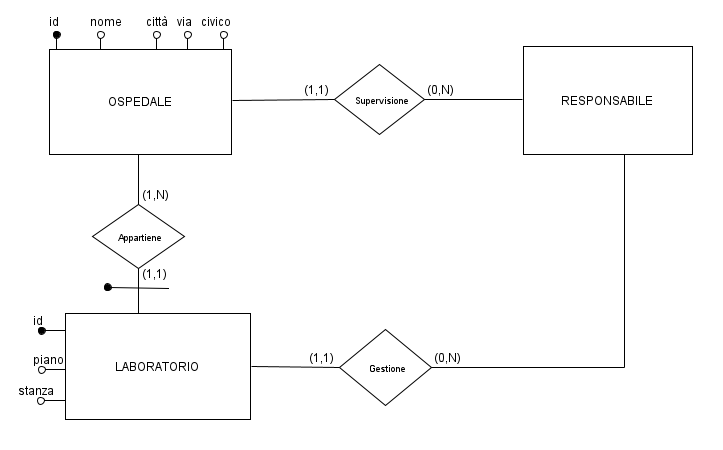 id nome città via civico
OSPEDALE (1,1) Supervisione (0,N) RESPONSABILE
(1,N)
Appartiene
(1,1)
id
piano
stanza
LABORATORIO (1,1) Gestione (0,N)